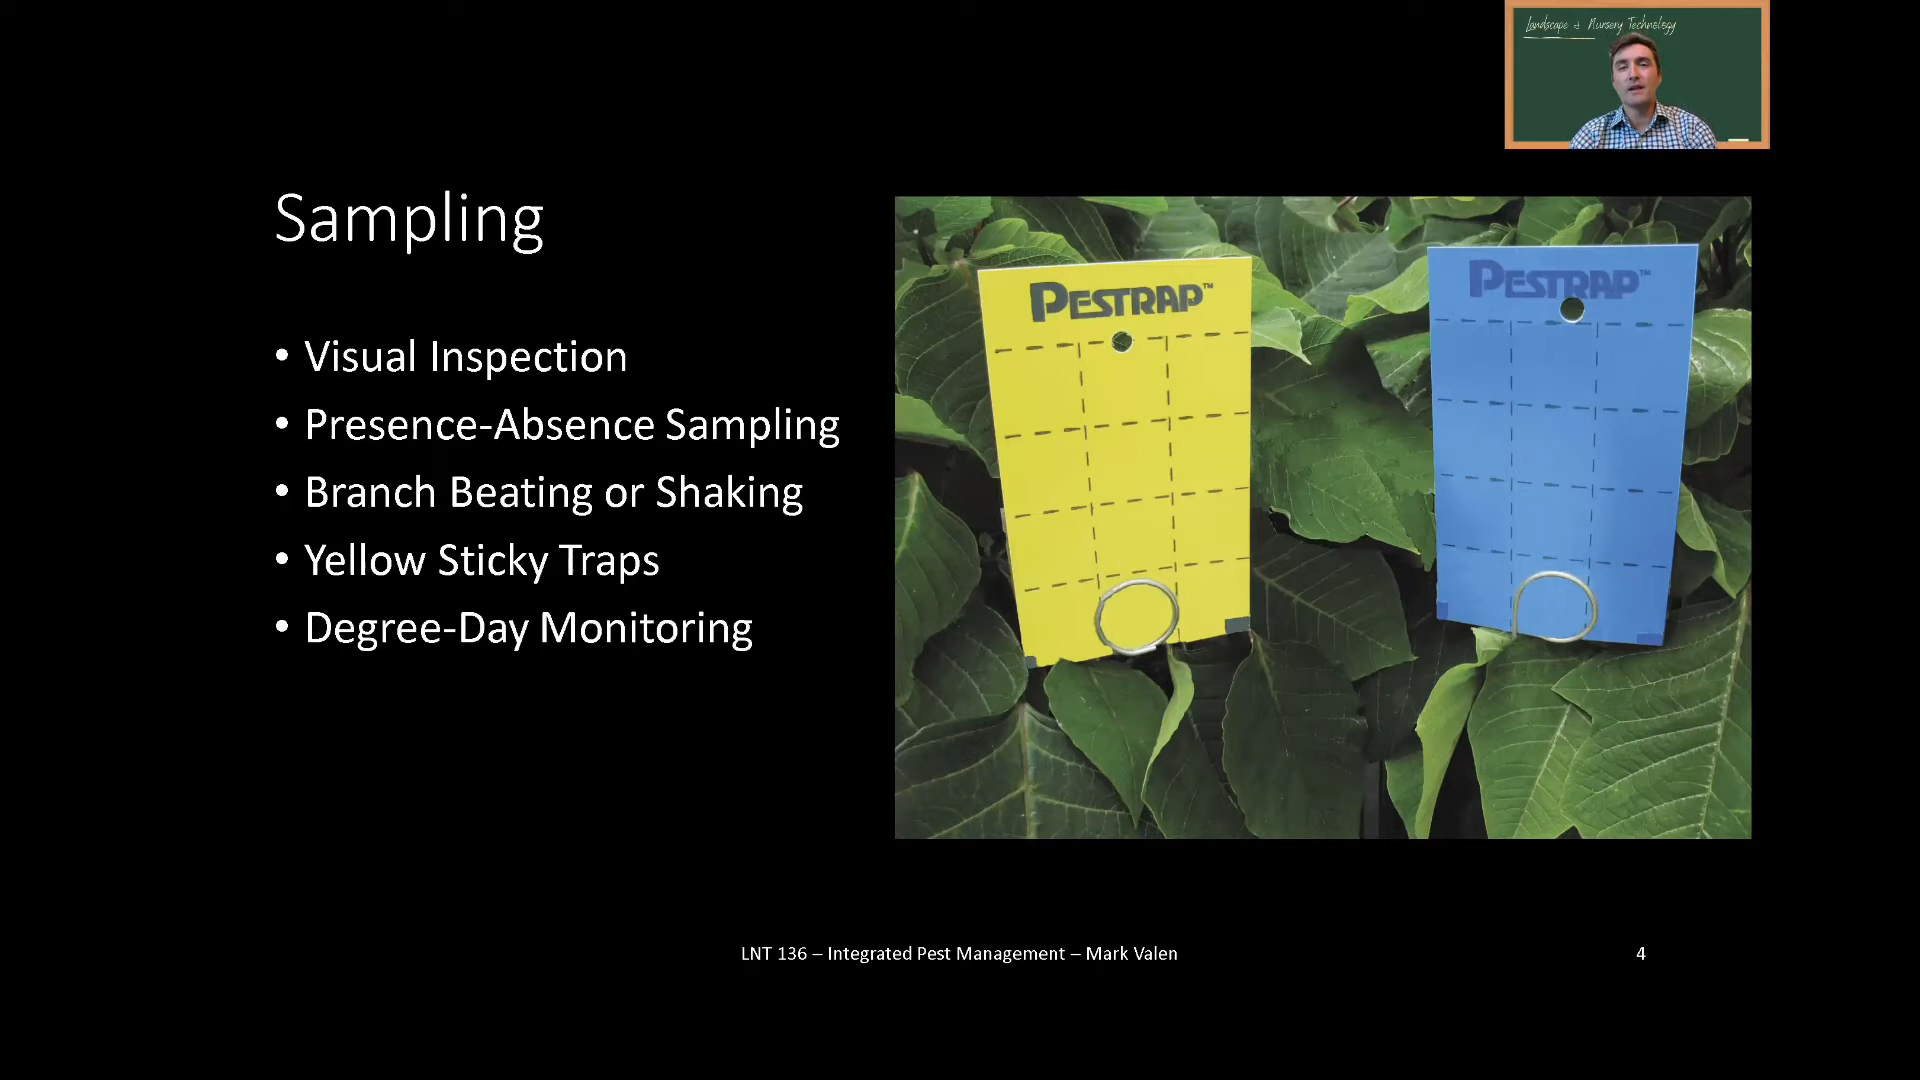 Landscape & Nursery Technology
Sampling
• Visual Inspection
• Presence-Absence Sampling
• Branch Beating or Shaking
• Yellow Sticky Traps
• Degree-Day Monitoring
PESTRAP™
PESTRAP™
LNT 136 – Integrated Pest Management – Mark Valen
4